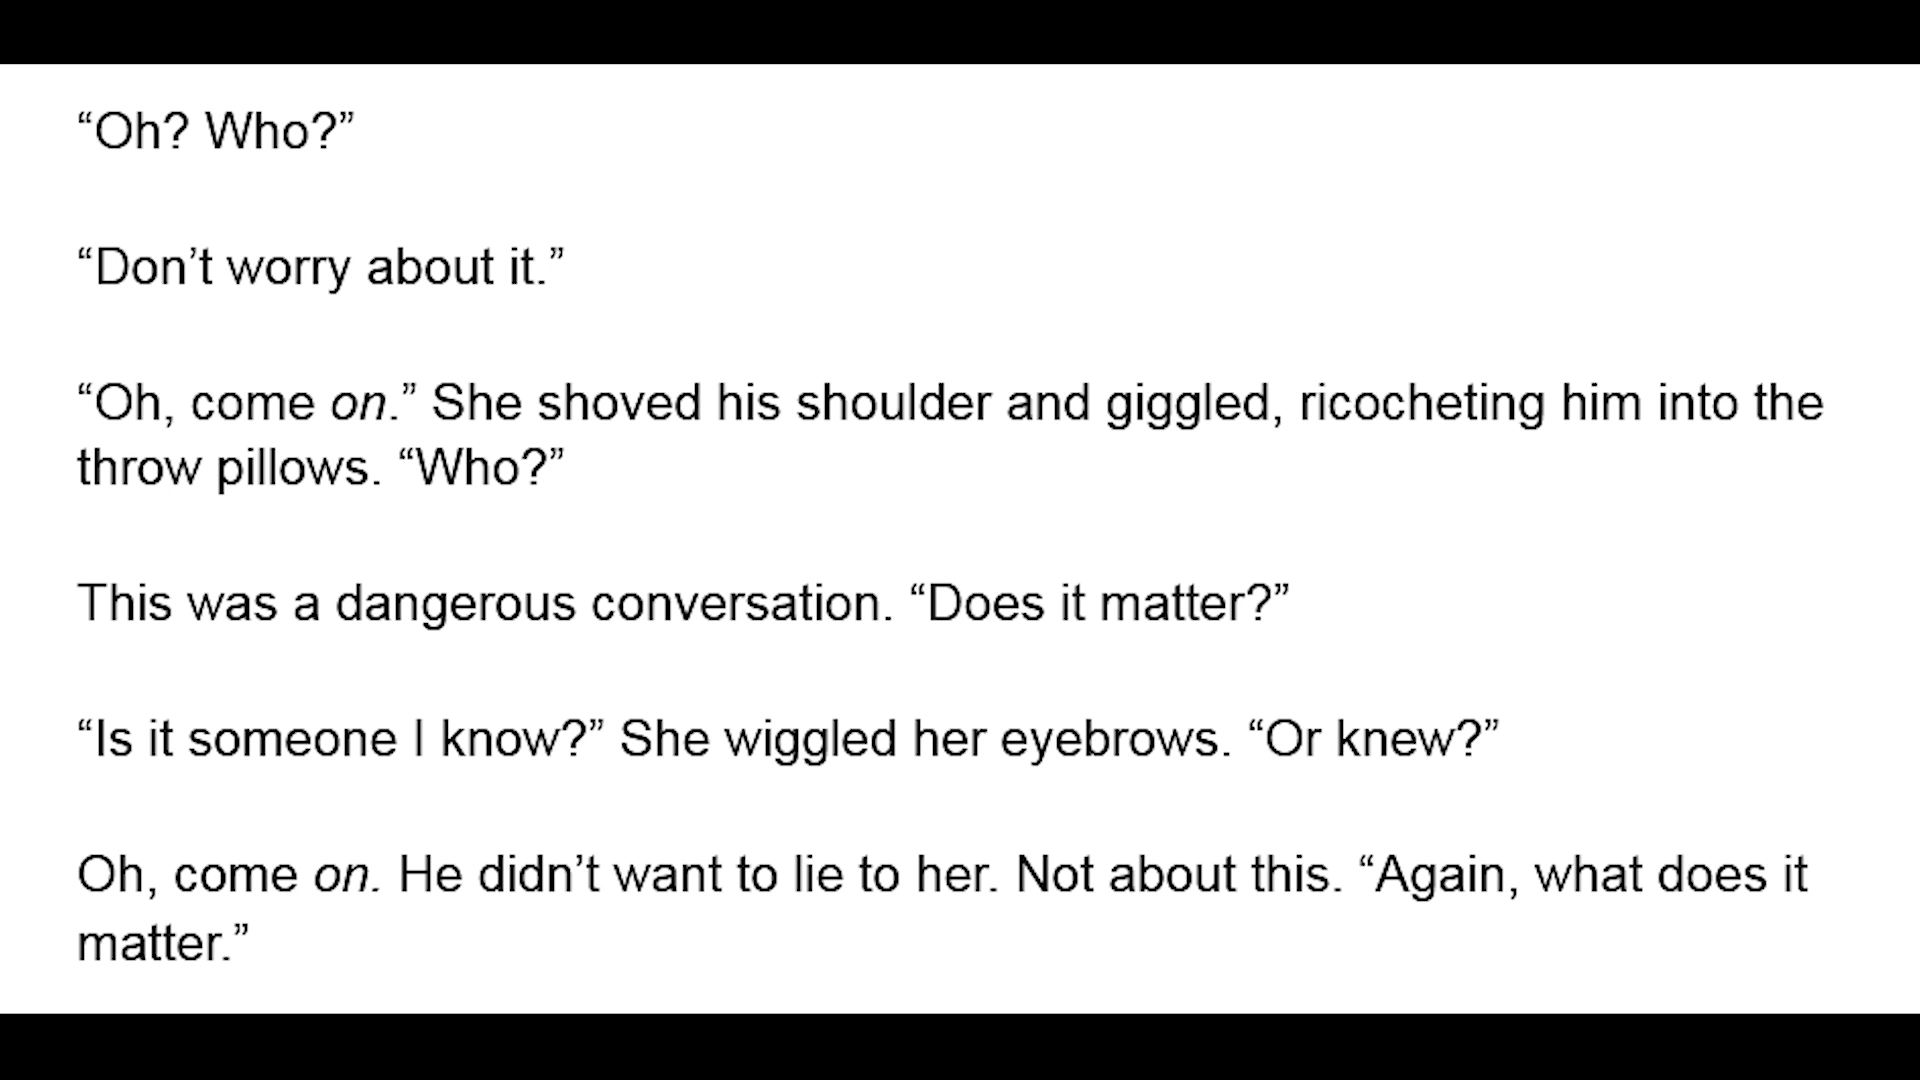 “Oh? Who?”
“Don’t worry about it.”
“Oh, come on.” She shoved his shoulder and giggled, ricocheting him into the
throw pillows. “Who?”
This was a dangerous conversation. “Does it matter?”
“Is it someone I know?” She wiggled her eyebrows. “Or knew?”
Oh, come on. He didn’t want to lie to her. Not about this. “Again, what does it
matter.”